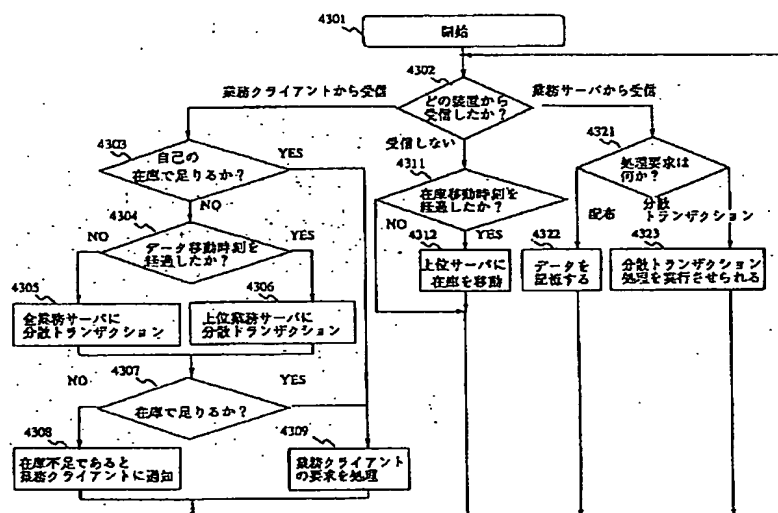 4301
開始
4302
どの装置から
受信したか？
業務クライアントから受信
業務サーバから受信
受信しない
4303
自己の
在庫で足りるか？
YES
NO
4304
データ移動時刻を
経過したか？
NO
YES
4305
全業務サーバに
分散トランザクション
4306
上位業務サーバに
分散トランザクション
4307
在庫で足りるか？
NO
YES
4308
在庫不足であると
業務クライアントに通知
4309
業務クライアント
の要求を処理
4311
在庫移動時刻を
経過したか？
NO
YES
4312
上位サーバに
在庫を移動
4321
処理要求は
何か？
配布
分散
トランザクション
4322
データを
記憶する
4323
分散トランザクション
処理を実行させられる